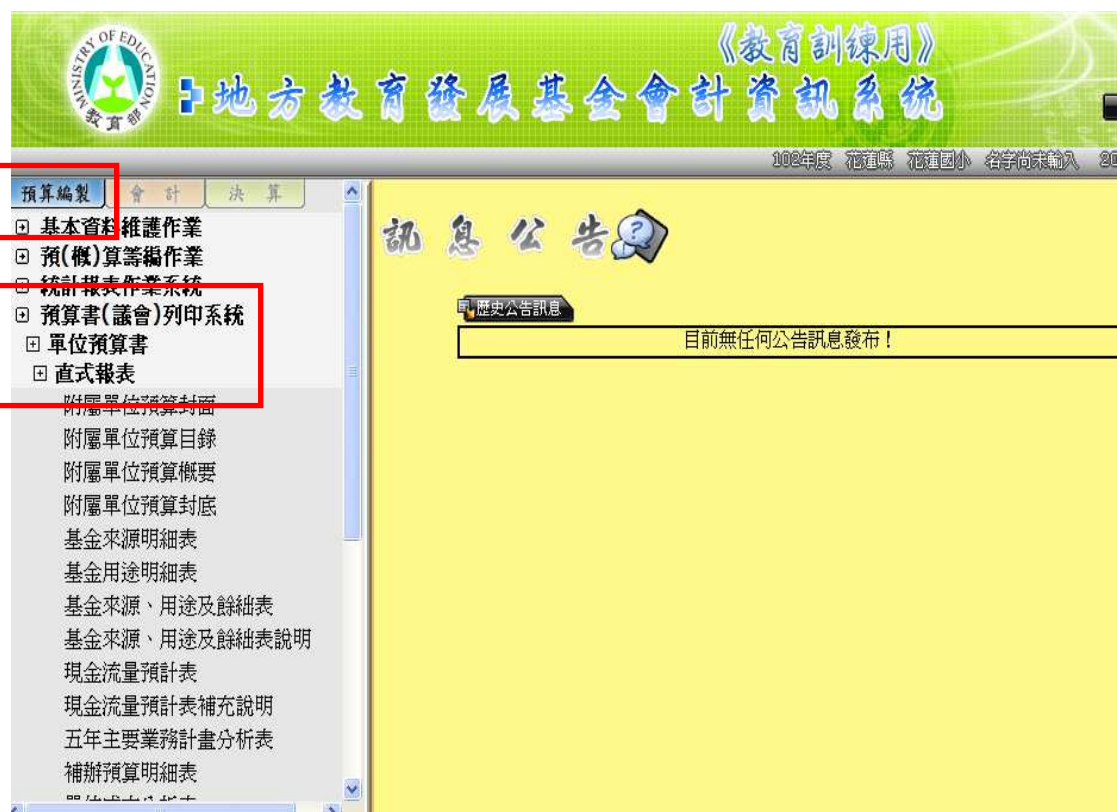 MINISTRY OF EDUCATION
教育部
《教育訓練用》
地方教育發展基金會計資訊系統
102年度 花蓮縣 花蓮國小 名字尚未輸入 20
預算編製 會計 決算
基本資料維護作業
預(概)算籌編作業
統計報表作業系統
預算書(議會)列印系統
單位預算書
直式報表
附屬單位預算封面
附屬單位預算目錄
附屬單位預算概要
附屬單位預算封底
基金來源明細表
基金用途明細表
基金來源、用途及餘絀表
基金來源、用途及餘絀表說明
現金流量預計表
現金流量預計表補充說明
五年主要業務計畫分析表
補辦預算明細表
訊息公告
歷史公告訊息
目前無任何公告訊息發布！